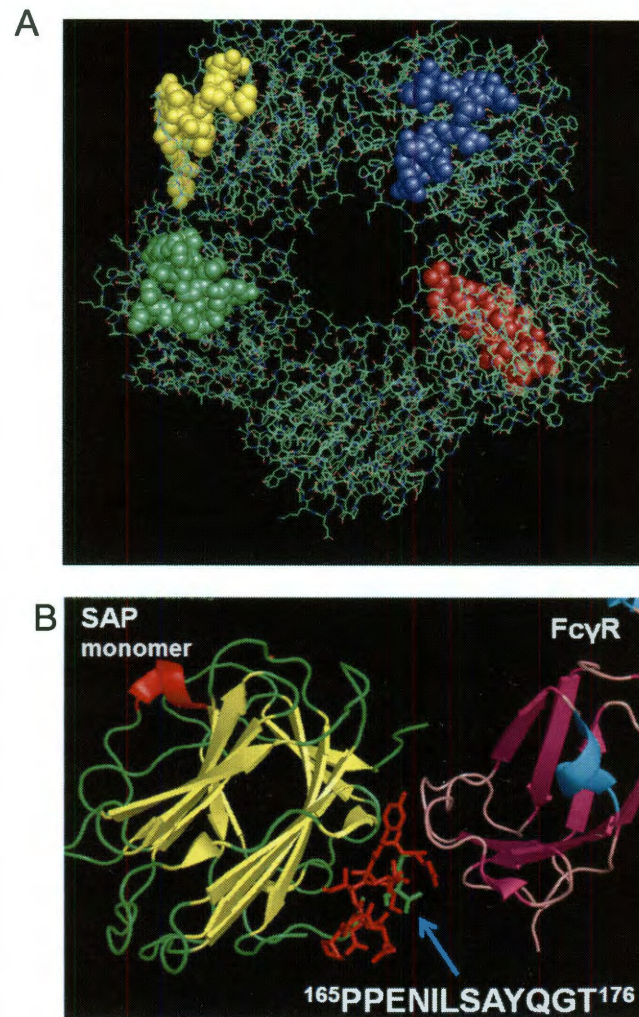 A
B
SAP
monomer
FcγR
¹⁶⁵PPENILSAYQGT¹⁷⁶